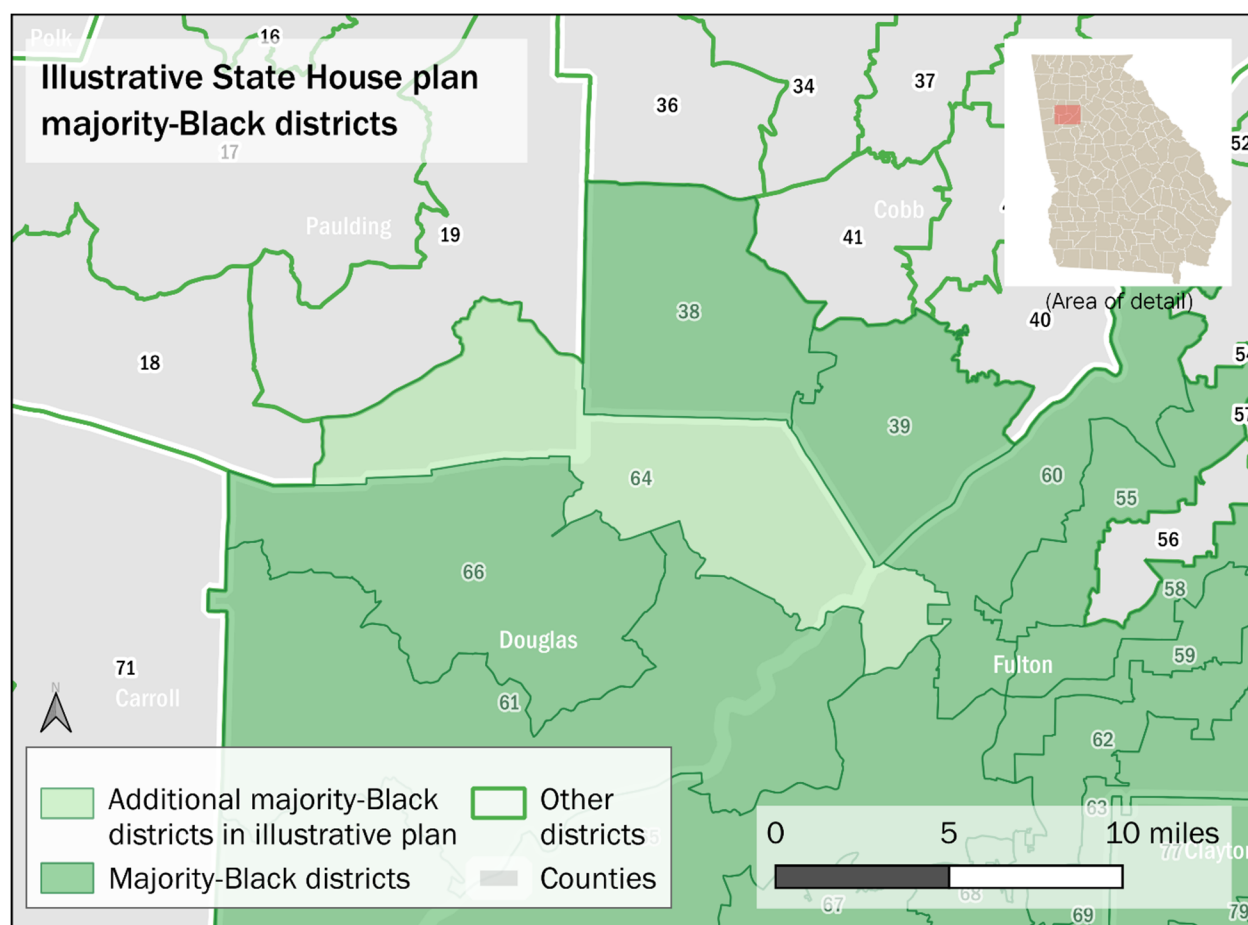 Polk
16
Illustrative State House plan
majority-Black districts
17
36
34
37
52
Paulding
19
Cobb
41
38
(Area of detail)
40
18
54
57
39
64
60
55
56
66
58
Douglas
59
Fulton
71
N
Carroll
61
62
63
Additional majority-Black
districts in illustrative plan
Other
districts
0 5 10 miles
77 Clayton
Majority-Black districts
Counties
67
68
69
79